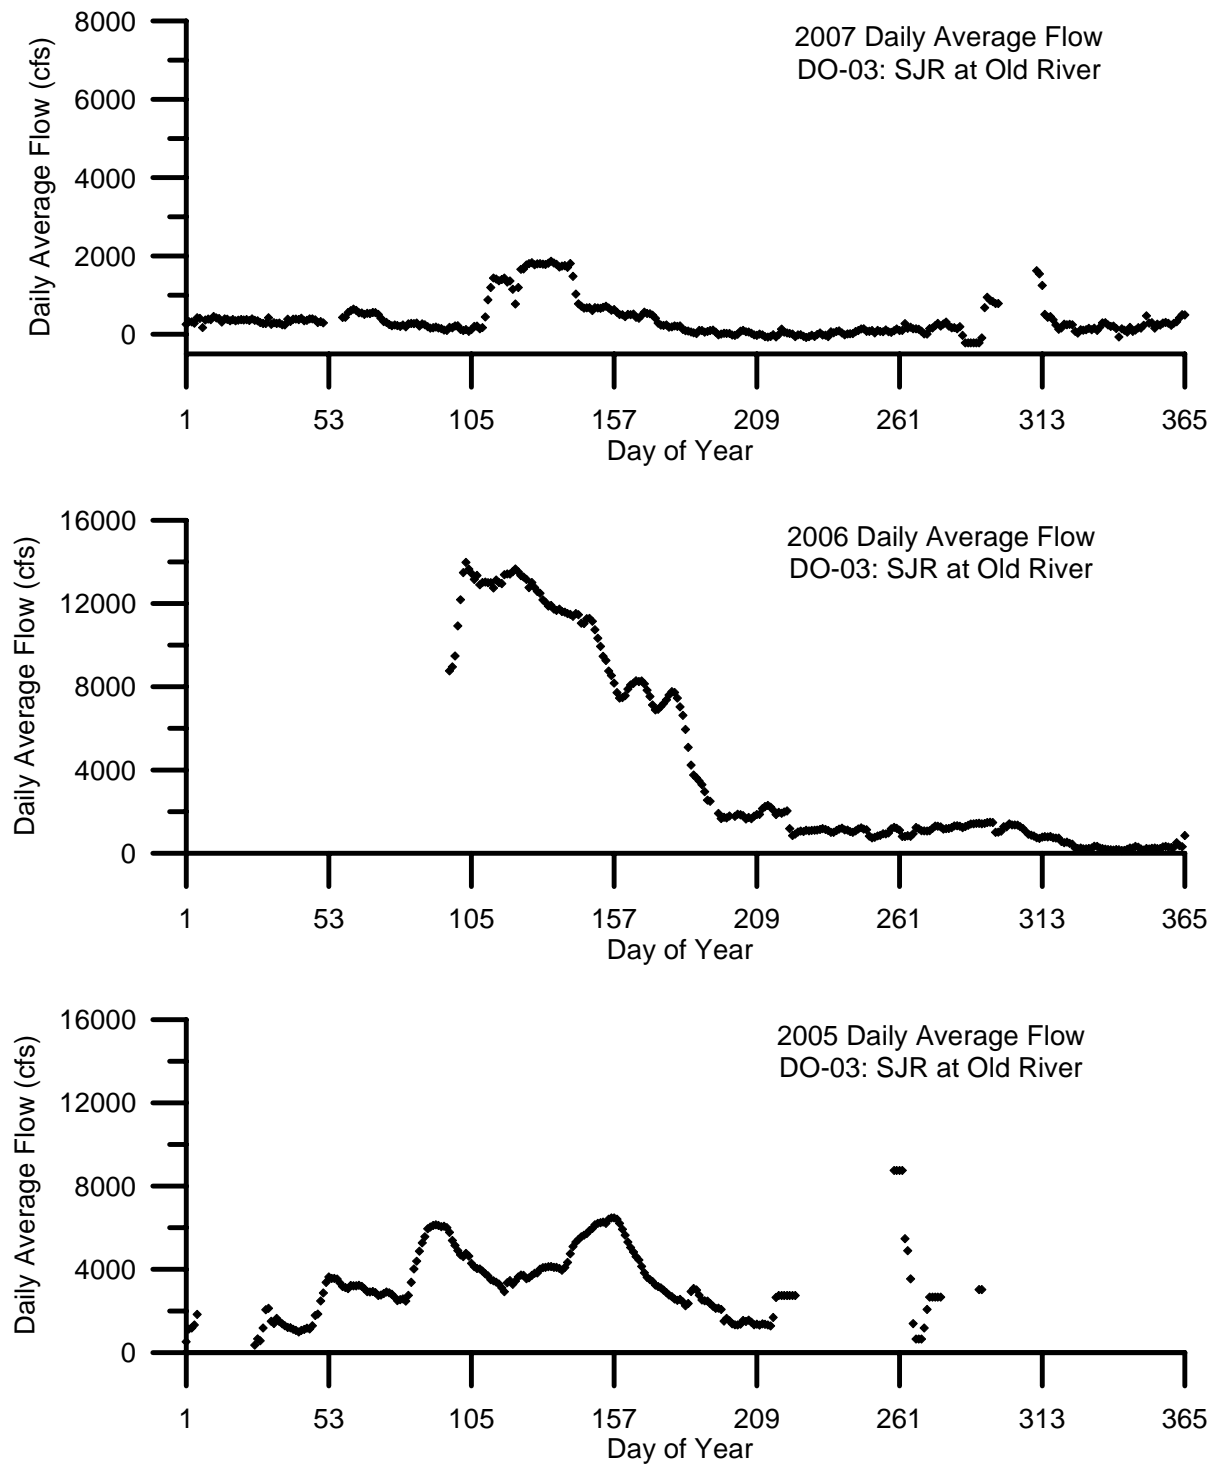 8000
6000
4000
2000
0
Daily Average Flow (cfs)
2007 Daily Average Flow
DO-03: SJR at Old River
1 53 105 157 209 261 313 365
Day of Year
16000
12000
8000
4000
0
Daily Average Flow (cfs)
2006 Daily Average Flow
DO-03: SJR at Old River
1 53 105 157 209 261 313 365
Day of Year
16000
12000
8000
4000
0
Daily Average Flow (cfs)
2005 Daily Average Flow
DO-03: SJR at Old River
1 53 105 157 209 261 313 365
Day of Year